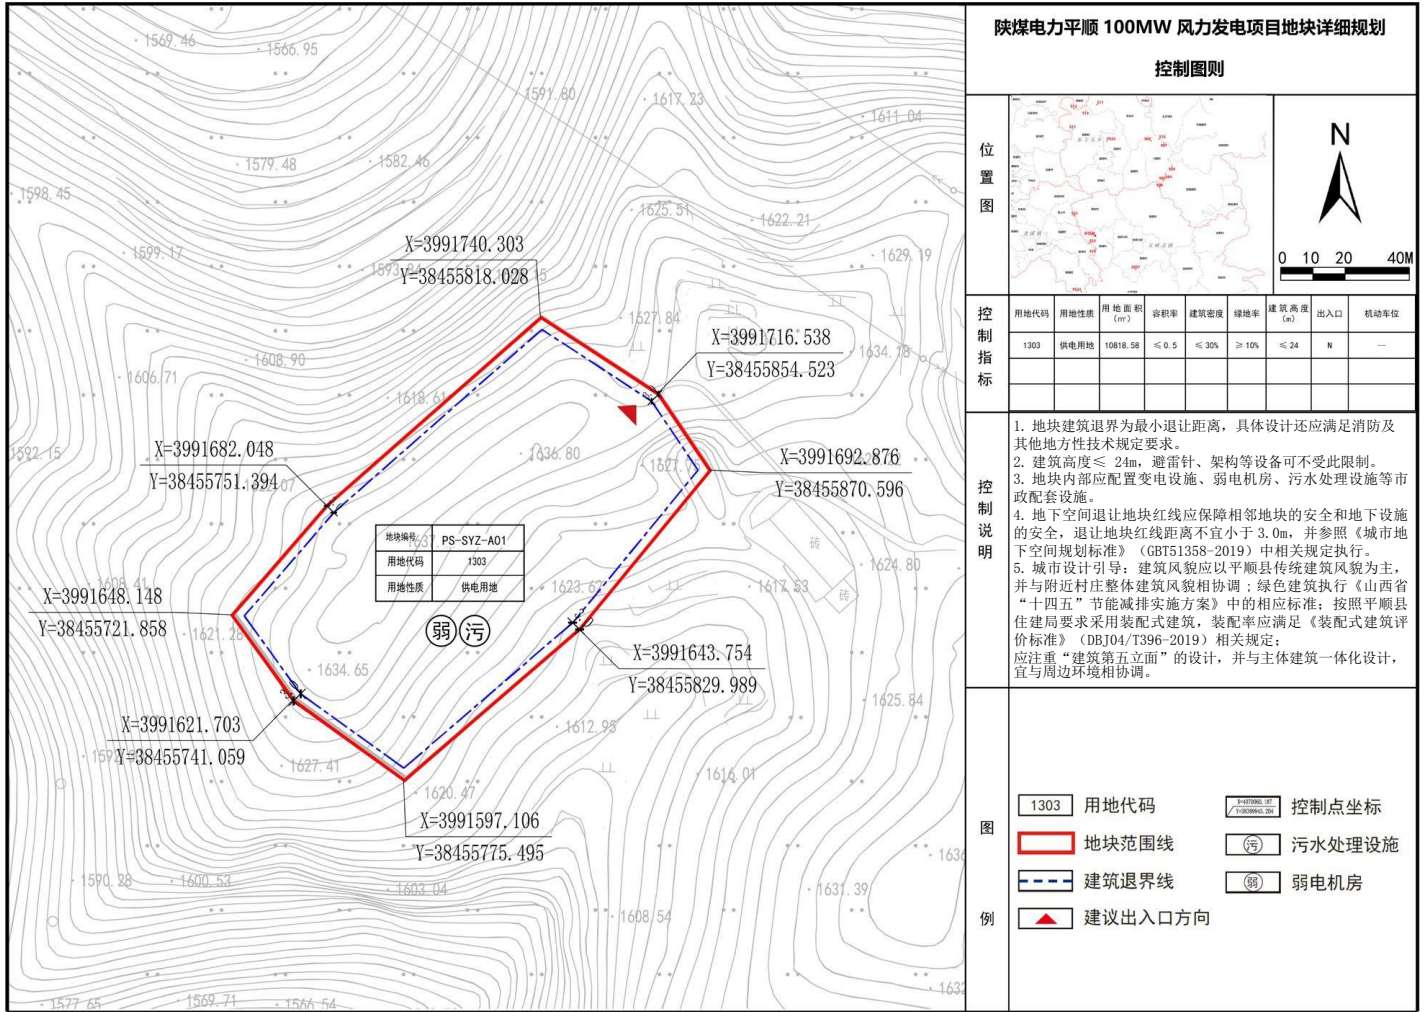 陕煤电力平顺 100MW 风力发电项目地块详细规划
控制图则
位置图
N
0 10 20 40M
控制指标
用地代码 用地性质 用地面积(㎡) 容积率 建筑密度 绿地率 建筑高度(m) 出入口 机动车位
1303 供电用地 10818.58 ≤0.5 ≤30% ≥10% ≤24 N —
控制说明
1. 地块建筑退界为最小退让距离，具体设计还应满足消防及
其他地方性技术规定要求。
2. 建筑高度≤ 24m，避雷针、架构等设备可不受此限制。
3. 地块内部应配置变电设施、弱电机房、污水处理设施等市
政配套设施。
4. 地下空间退让地块红线应保障相邻地块的安全和地下设施
的安全，退让地块红线距离不宜小于 3.0m，并参照《城市地
下空间规划标准》（GBT51358-2019）中相关规定执行。
5. 城市设计引导：建筑风貌应以平顺县传统建筑风貌为主，
并与附近村庄整体建筑风貌相协调；绿色建筑执行《山西省
“十四五”节能减排实施方案》中的相应标准；按照平顺县
住建局要求采用装配式建筑，装配率应满足《装配式建筑评
价标准》（DBJ04/T396-2019）相关规定；
应注重“建筑第五立面”的设计，并与主体建筑一体化设计，
宜与周边环境相协调。
图例
1303 用地代码
地块范围线
建筑退界线
建议出入口方向
控制点坐标
污 污水处理设施
弱 弱电机房
1569.46
1566.95
1591.80
1617.23
1611.04
1579.48
1582.46
1598.45
1625.51
1622.21
1599.17
1629.19
X=3991740.303
Y=38455818.028
1627.84
X=3991716.538
Y=38455854.523
1634.18
1608.90
1606.71
1618.61
1592.15
X=3991682.048
Y=38455751.394
1636.80
1627.75
X=3991692.876
Y=38455870.596
地块编号 PS-SYZ-A01
用地代码 1303
用地性质 供电用地
弱 污
砖
砖
1624.80
1623.62
1617.53
1608.41
X=3991648.148
Y=38455721.858
1621.28
X=3991643.754
Y=38455829.989
1634.65
1625.84
X=3991621.703
Y=38455741.059
1612.95
1627.41
1616.01
1620.47
X=3991597.106
Y=38455775.495
1590.28
1600.53
1603.04
1631.39
1608.54
1577.65
1569.71
1566.54